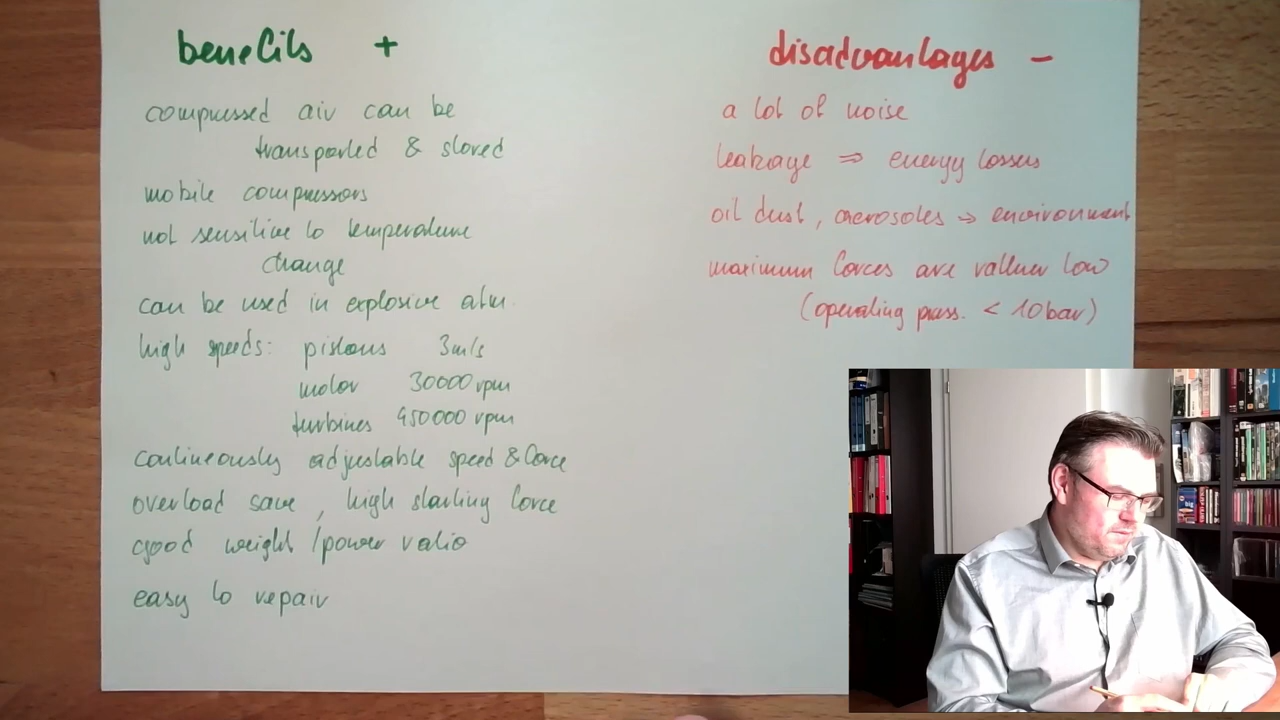 benefits +
compressed air can be
transported & stored
mobile compressors
not sensitive to temperature
change
can be used in explosive atm.
high speeds: pistons 3m/s
motor 30000 rpm
turbines 450000 rpm
contineously adjustable speed & force
overload save, high starting force
good weight / power ratio
easy to repair
disadvantages -
a lot of noise
leakage => energy losses
oil dust, aerosoles -> environment
maximum forces are rather low
(operating press. < 10 bar)